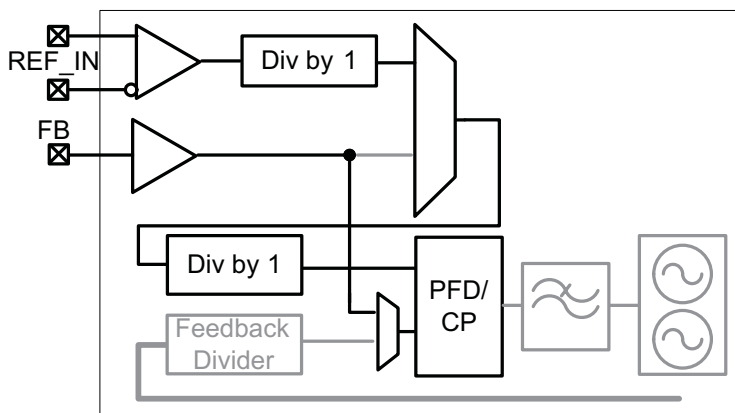 REF_IN
Div by 1
FB
Div by 1
PFD/
CP
Feedback
Divider